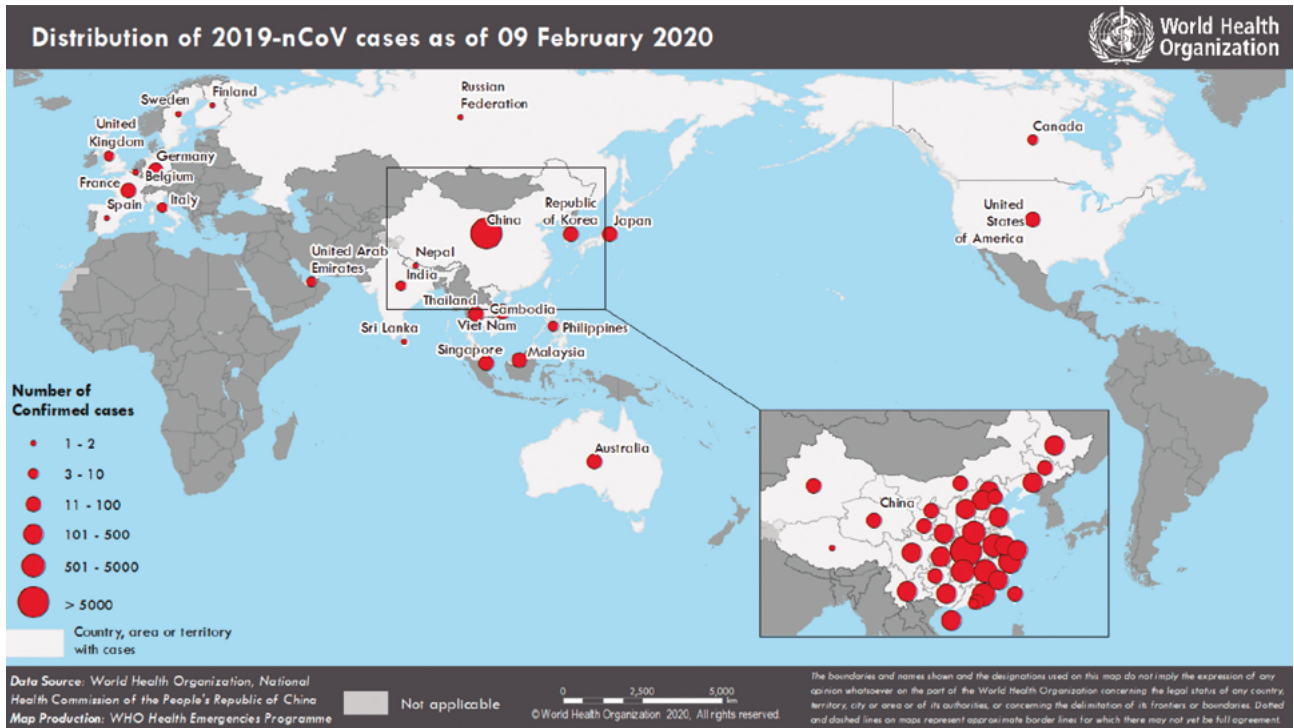 Distribution of 2019-nCoV cases as of 09 February 2020
World Health
Organization
Finland
Sweden
Russian
Federation
United
Kingdom
Canada
Germany
Belgium
France
Italy
Spain
Republic
of Korea
China
Japan
United
States
of America
United Arab
Emirates
Nepal
India
Thailand
Cambodia
Viet Nam
Philippines
Sri Lanka
Singapore
Malaysia
Australia
China
Number of
Confirmed cases
1 - 2
3 - 10
11 - 100
101 - 500
501 - 5000
> 5000
Country, area or territory
with cases
Data Source: World Health Organization, National
Health Commission of the People's Republic of China
Map Production: WHO Health Emergencies Programme
Not applicable
0 2,500 5,000
km
© World Health Organization 2020, All rights reserved.
The boundaries and names shown and the designations used on this map do not imply the expression of any
opinion whatsoever on the part of the World Health Organization concerning the legal status of any country,
territory, city or area or of its authorities, or concerning the delimitation of its frontiers or boundaries. Dotted
and dashed lines on maps represent approximate border lines for which there may not yet be full agreement.